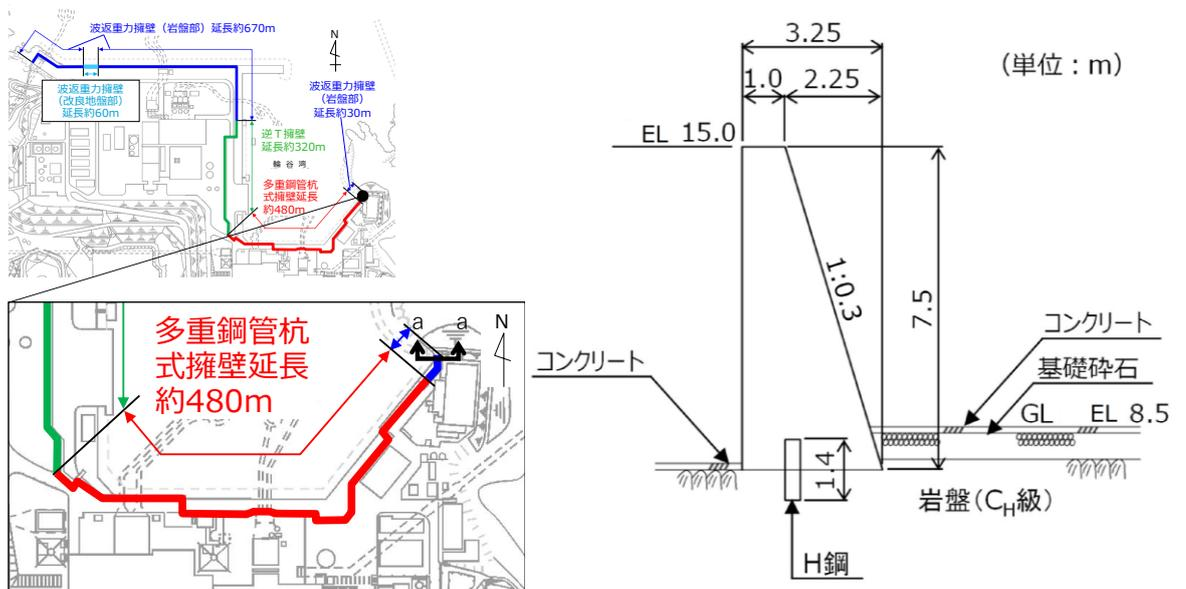 波返重力擁壁（岩盤部）延長約670m
N
波返重力擁壁
（改良地盤部）
延長約60m
波返重力擁壁
（岩盤部）
延長約30m
逆T擁壁
延長約320m
輪谷湾
多重鋼管杭
式擁壁延長
約480m
多重鋼管杭
式擁壁延長
約480m
a a N
3.25
（単位：m）
1.0 2.25
EL 15.0
1:0.3
7.5
コンクリート
コンクリート
基礎砕石
GL EL 8.5
1.4
岩盤（CH級）
H鋼